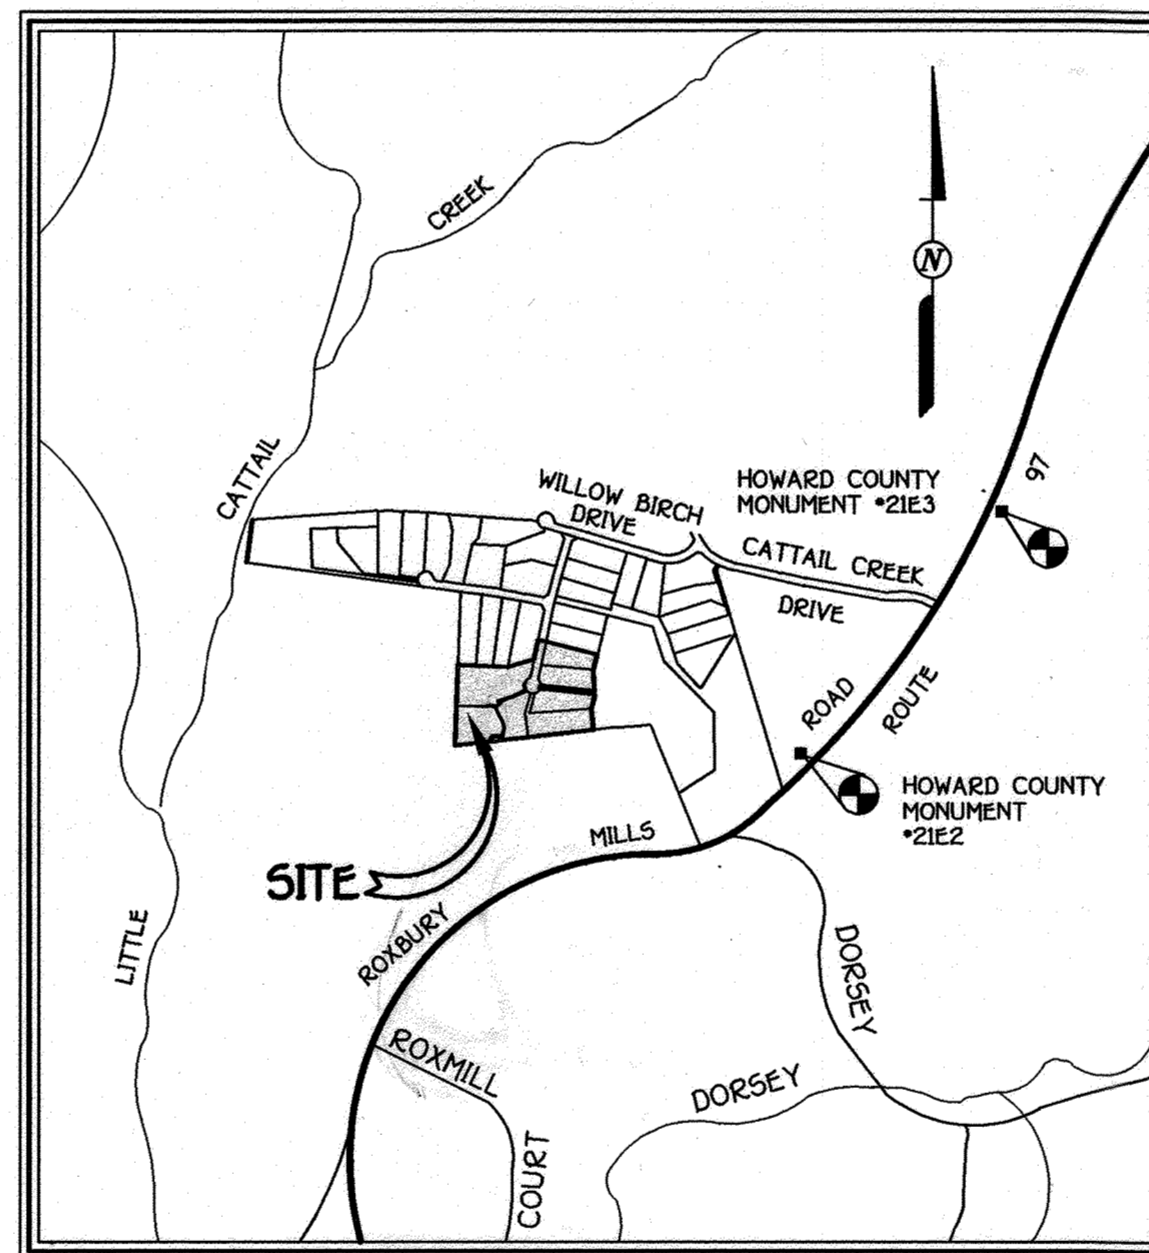 CREEK
N
CATTAIL
97
WILLOW BIRCH
DRIVE
HOWARD COUNTY
MONUMENT *21E3
CATTAIL CREEK
DRIVE
ROAD
ROUTE
HOWARD COUNTY
MONUMENT
*21E2
MILLS
SITE
ROXBURY
LITTLE
DORSEY
ROXMILL
DORSEY
COURT